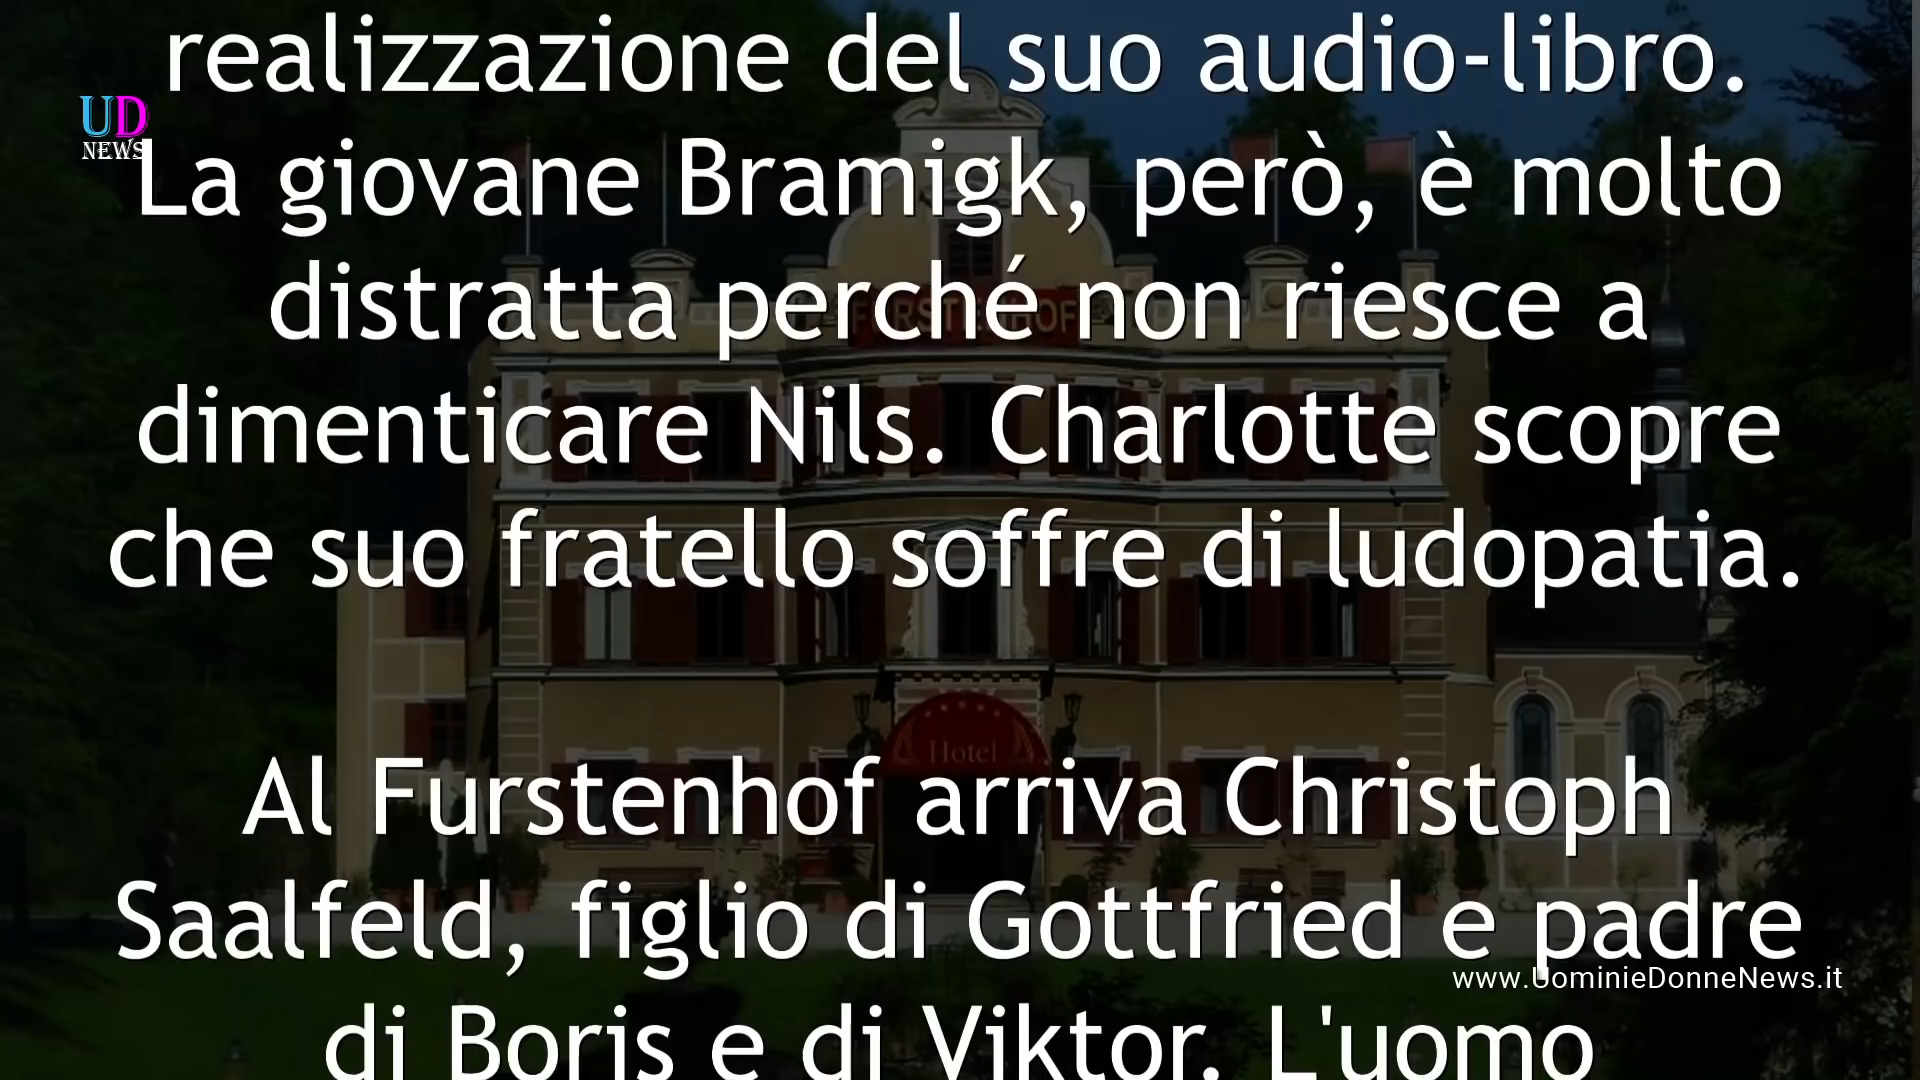 realizzazione del suo audio-libro.
UD
NEWS
La giovane Bramigk, però, è molto
distratta perché non riesce a
FÜRSTENHOF
dimenticare Nils. Charlotte scopre
che suo fratello soffre di ludopatia.
Hotel
Al Furstenhof arriva Christoph
Saalfeld, figlio di Gottfried e padre
www.UominieDonneNews.it
di Boris e di Viktor. L'uomo